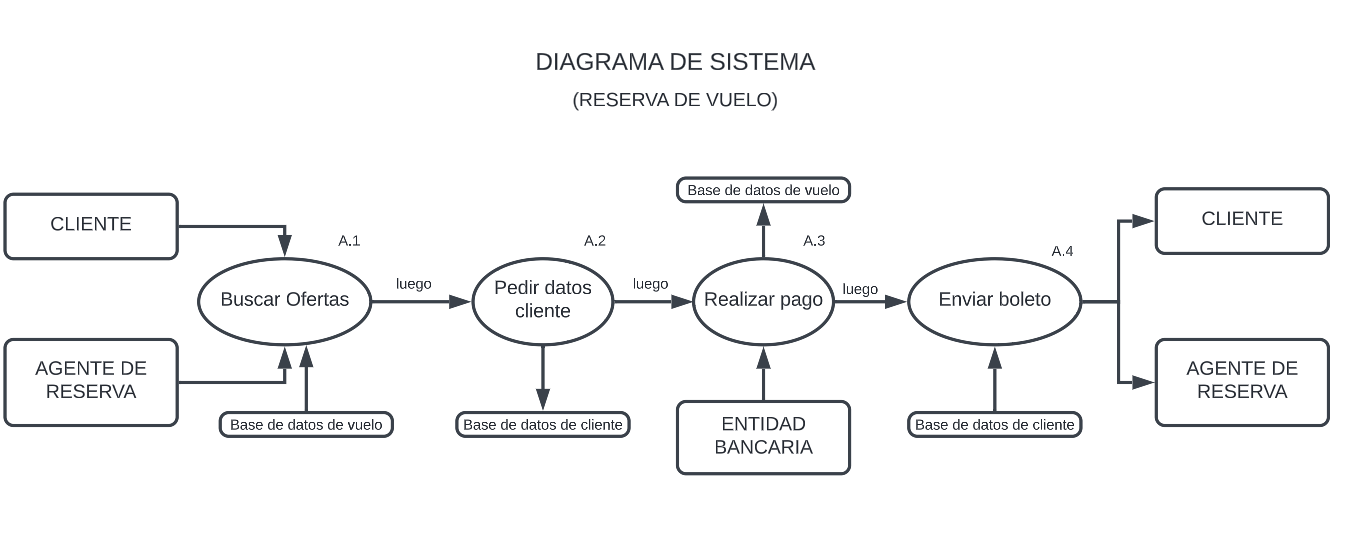 DIAGRAMA DE SISTEMA
(RESERVA DE VUELO)
CLIENTE
AGENTE DE
RESERVA
A.1
Buscar Ofertas
Base de datos de vuelo
luego
A.2
Pedir datos
cliente
Base de datos de cliente
luego
Base de datos de vuelo
A.3
Realizar pago
ENTIDAD
BANCARIA
luego
A.4
Enviar boleto
Base de datos de cliente
CLIENTE
AGENTE DE
RESERVA